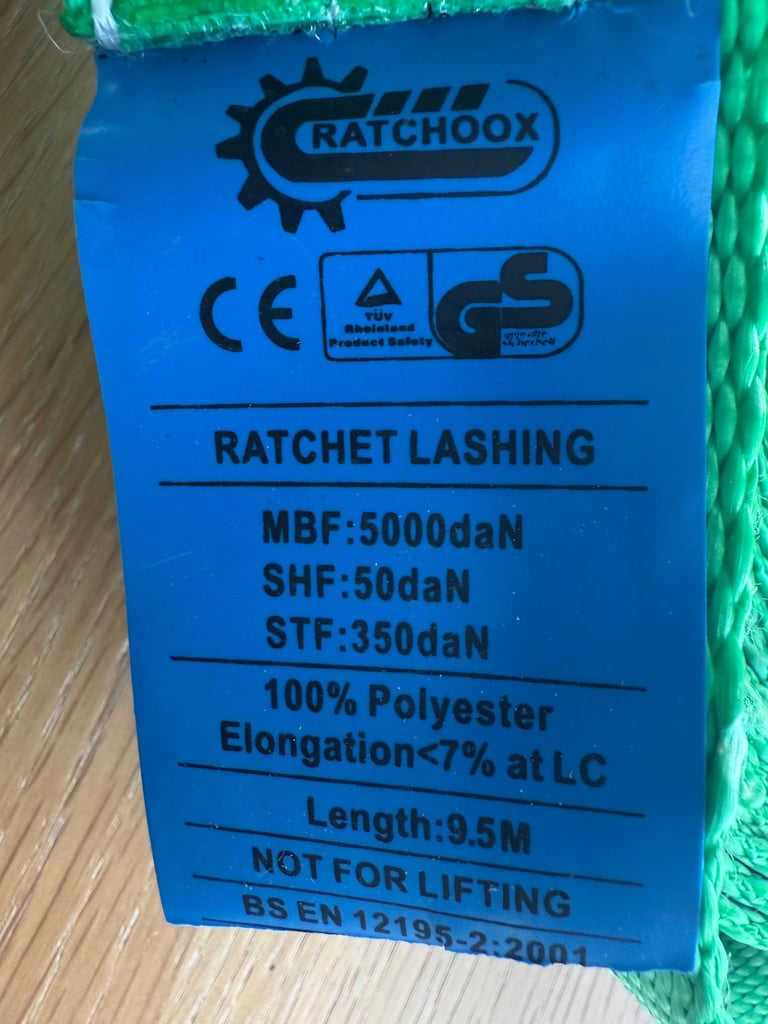 RATCHOOX
CE
TÜV
Rheinland
Product Safety
GS
RATCHET LASHING
MBF:5000daN
SHF:50daN
STF:350daN
100% Polyester
Elongation<7% at LC
Length:9.5M
NOT FOR LIFTING
BS EN 12195-2:2001